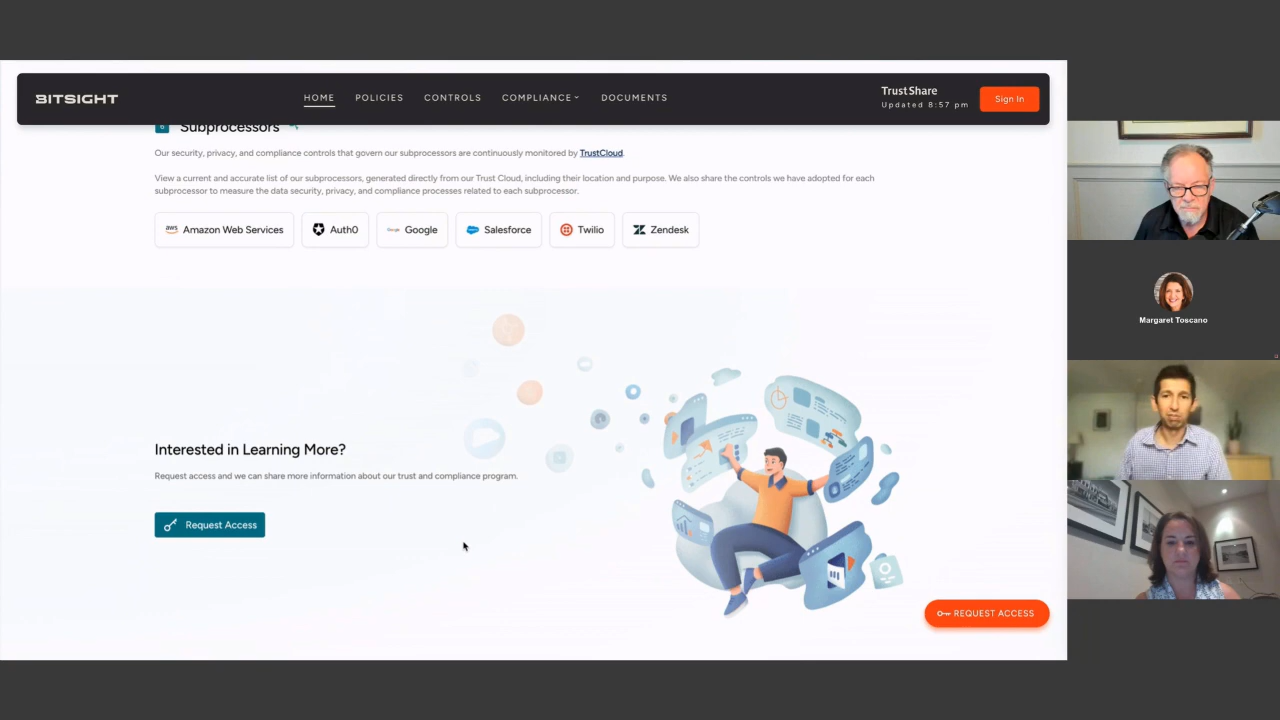 BITSIGHT
HOME
POLICIES
CONTROLS
COMPLIANCE
DOCUMENTS
TrustShare
Updated 8:57 pm
Sign In
6
Subprocessors
Our security, privacy, and compliance controls that govern our subprocessors are continuously monitored by TrustCloud.
View a current and accurate list of our subprocessors, generated directly from our Trust Cloud, including their location and purpose. We also share the controls we have adopted for each
subprocessor to measure the data security, privacy, and compliance processes related to each subprocessor.
aws Amazon Web Services
Auth0
Google Google
Salesforce
Twilio
Zendesk
Margaret Toscano
Interested in Learning More?
Request access and we can share more information about our trust and compliance program.
Request Access
REQUEST ACCESS